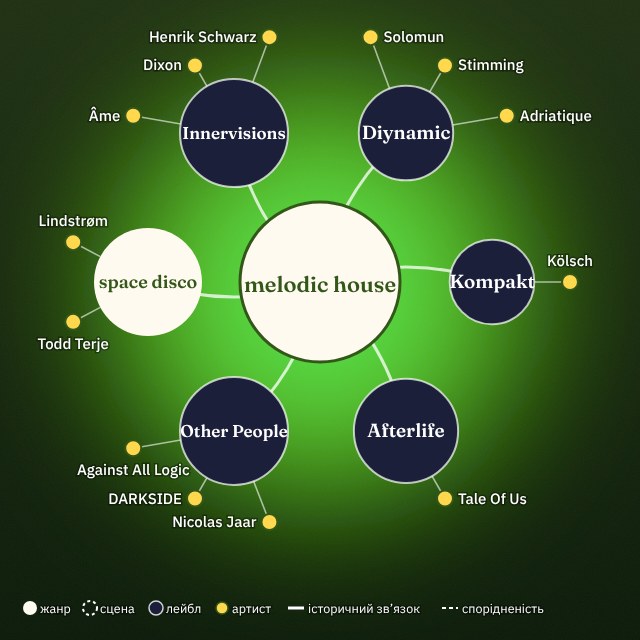 Henrik Schwarz
Solomun
Dixon
Stimming
Âme
Adriatique
Innervisions
Diynamic
Lindstrøm
Kölsch
space disco
melodic house
Kompakt
Todd Terje
Other People
Afterlife
Against All Logic
DARKSIDE
Tale Of Us
Nicolas Jaar
жанр сцена лейбл артист історичний зв’язок спорідненість